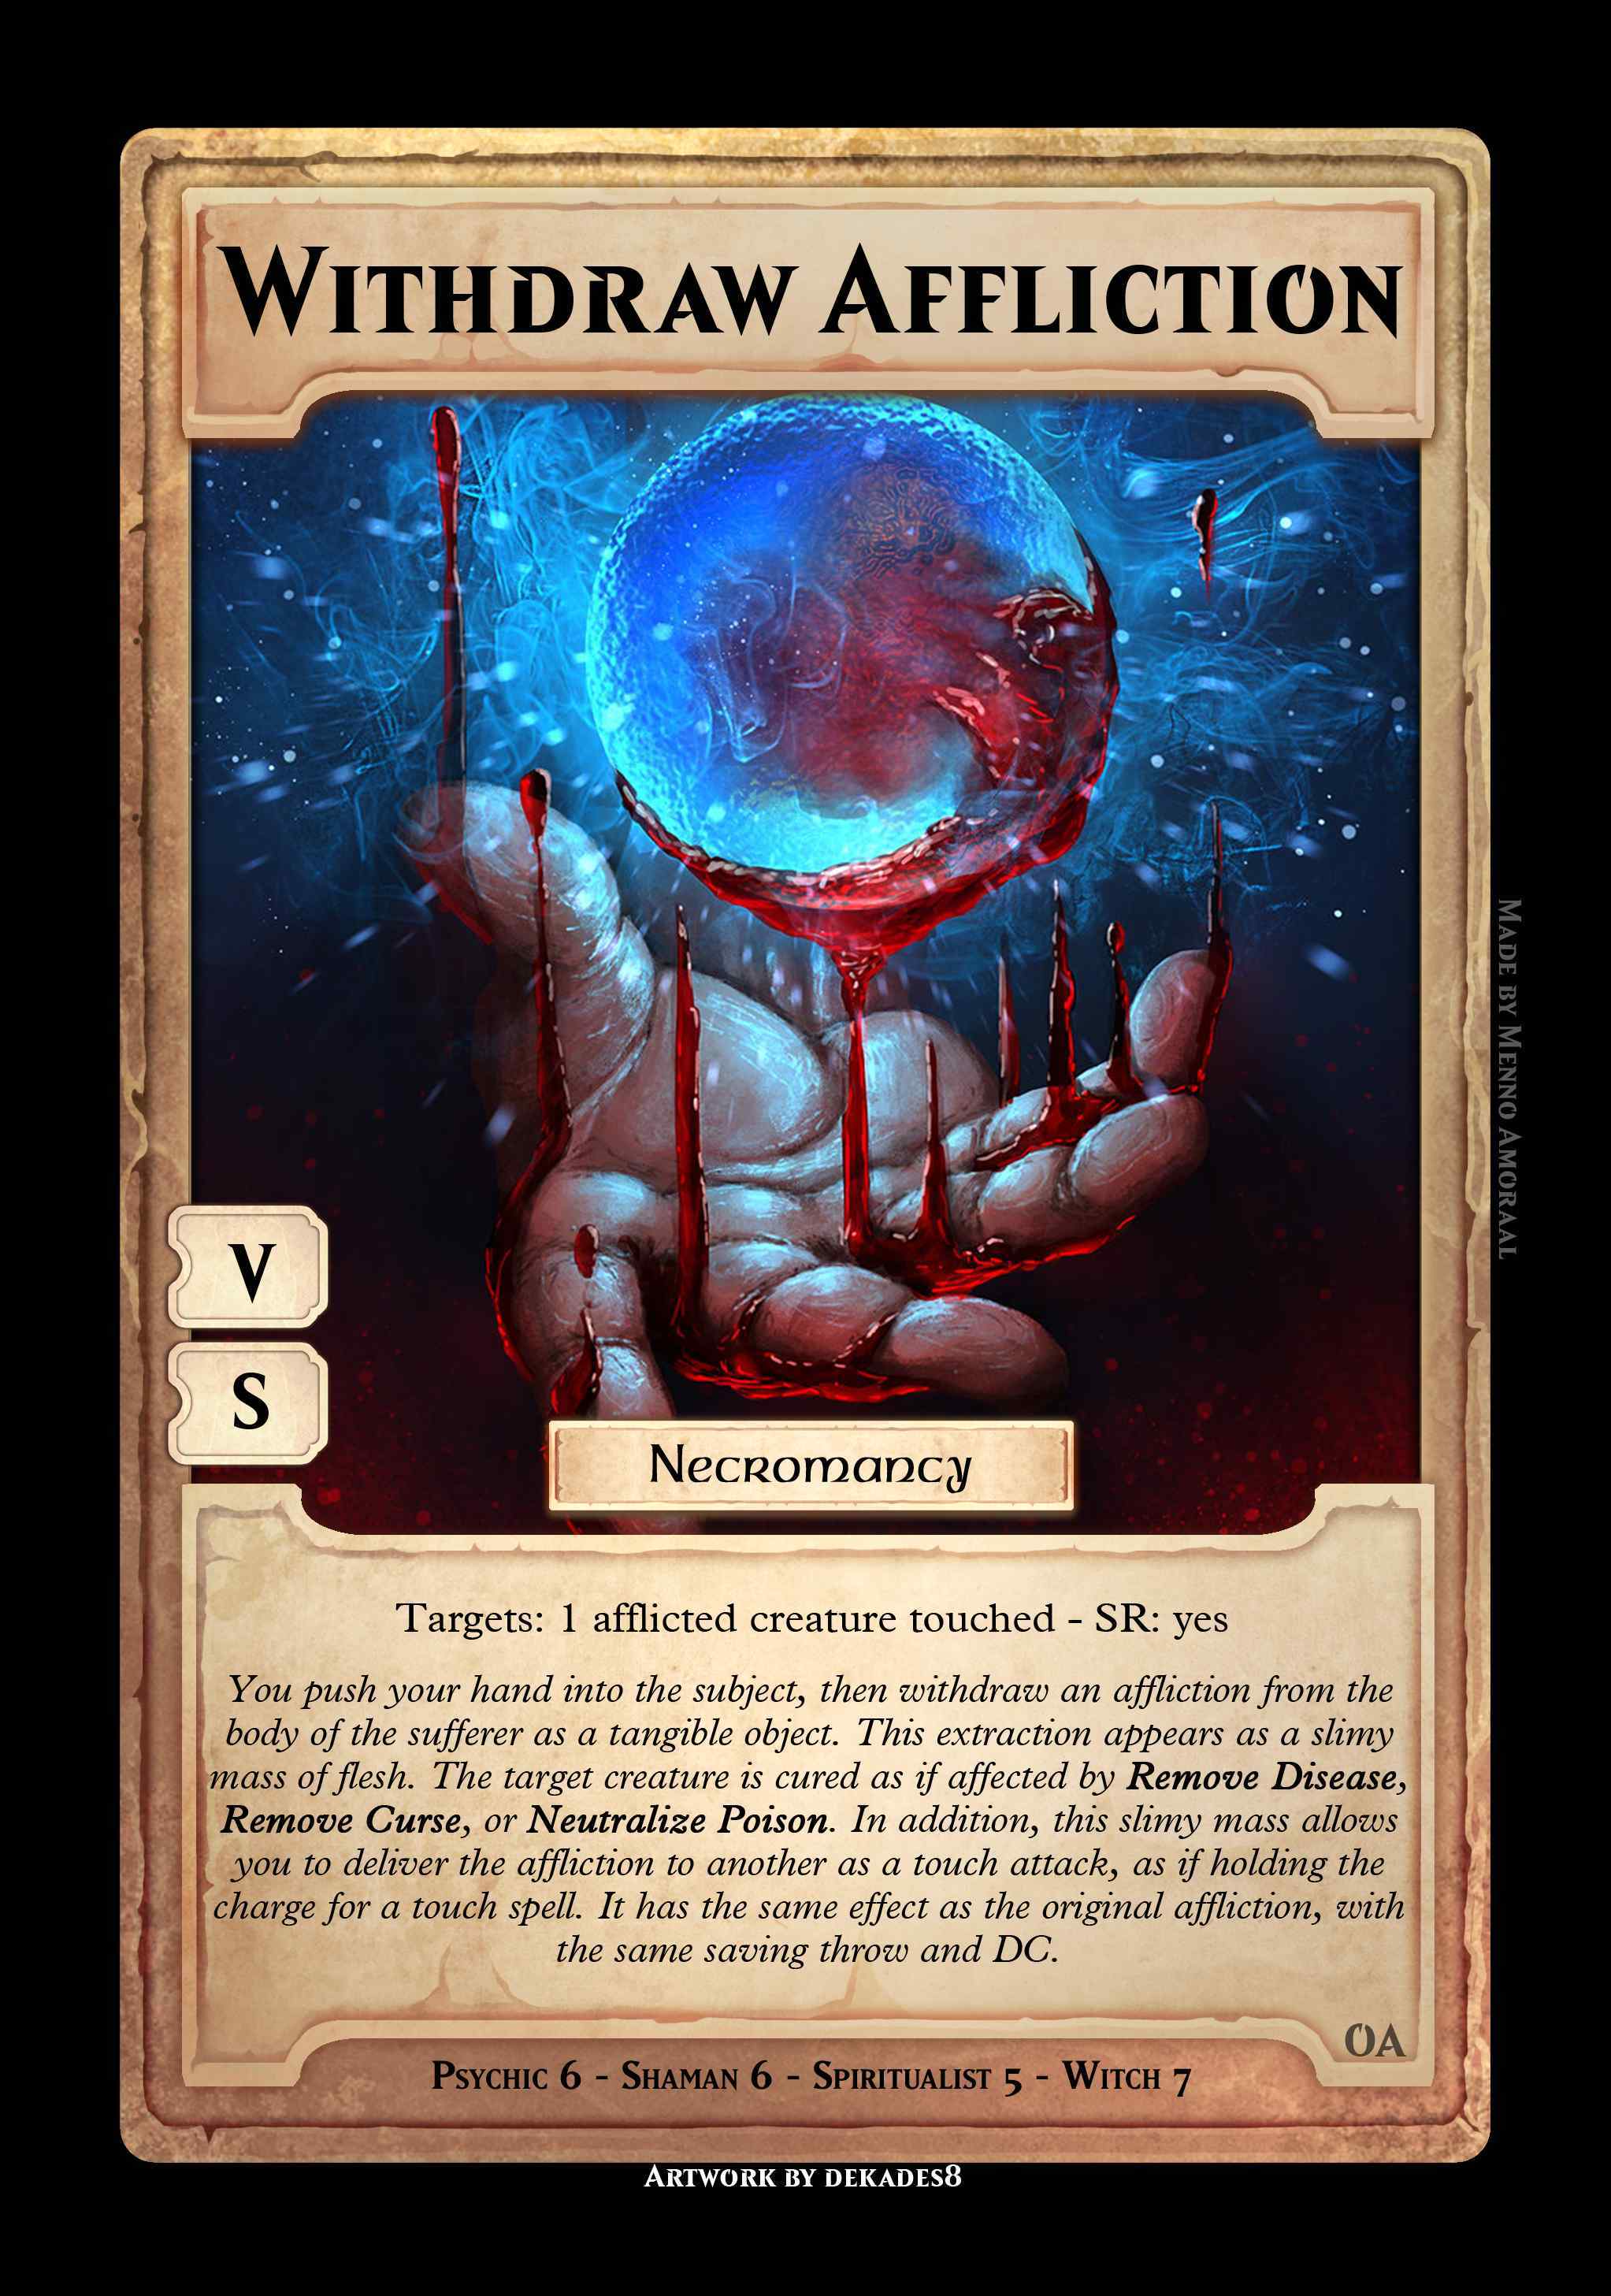 Withdraw Affliction
V
S
Necromancy
Targets: 1 afflicted creature touched - SR: yes
You push your hand into the subject, then withdraw an affliction from the
body of the sufferer as a tangible object. This extraction appears as a slimy
mass of flesh. The target creature is cured as if affected by Remove Disease,
Remove Curse, or Neutralize Poison. In addition, this slimy mass allows
you to deliver the affliction to another as a touch attack, as if holding the
charge for a touch spell. It has the same effect as the original affliction, with
the same saving throw and DC.
OA
Psychic 6 - Shaman 6 - Spiritualist 5 - Witch 7
Artwork by dekades8
Made by Menno Amoraal